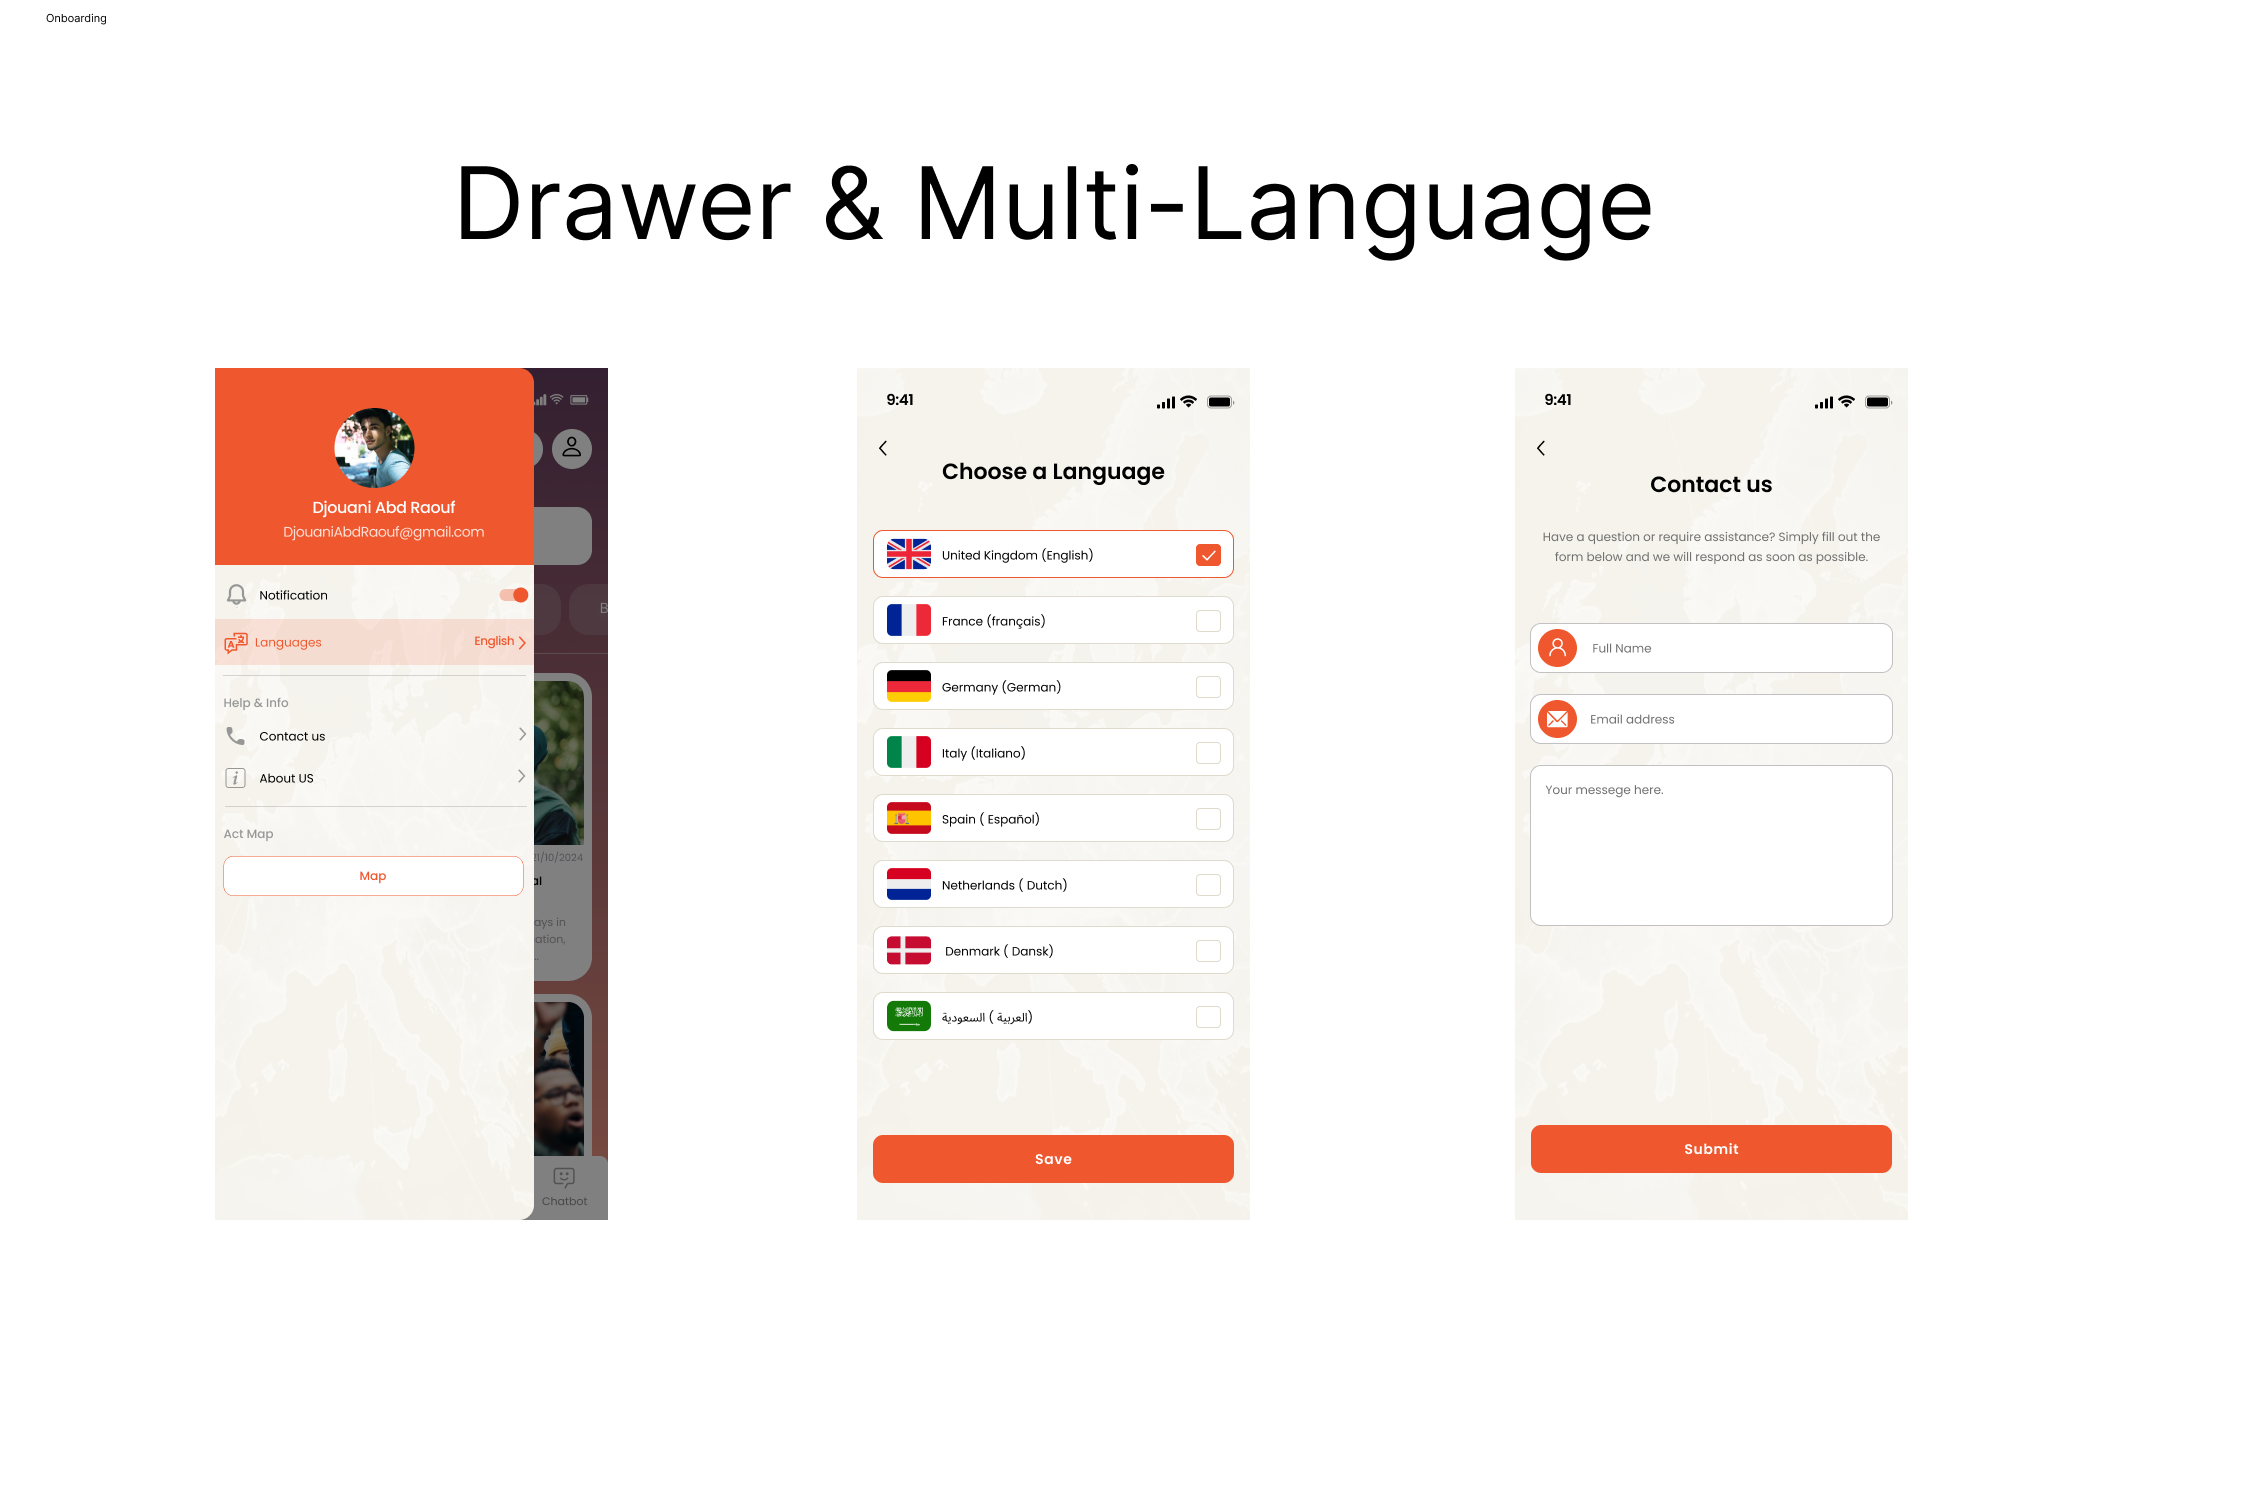 Onboarding
Drawer & Multi-Language
Djouani Abd Raouf
DjouaniAbdRaouf@gmail.com
Notification
Languages English
Help & Info
Contact us
About US
Act Map
Map
B
21/10/2024
al
ays in
ation,
..
Chatbot
9:41
Choose a Language
United Kingdom (English)
France (français)
Germany (German)
Italy (Italiano)
Spain ( Español)
Netherlands ( Dutch)
Denmark ( Dansk)
السعودية ( العربية)
Save
9:41
Contact us
Have a question or require assistance? Simply fill out the
form below and we will respond as soon as possible.
Full Name
Email address
Your messege here.
Submit